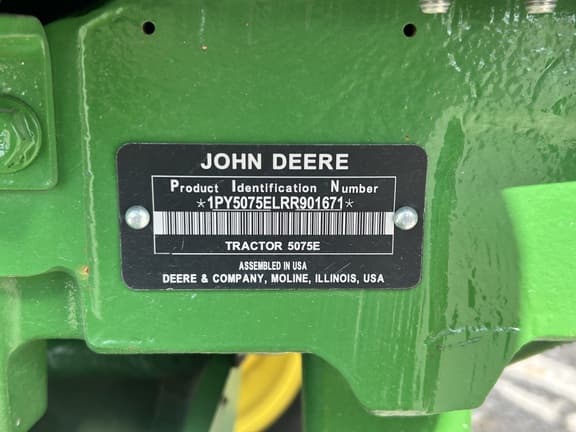 JOHN DEERE
Product Identification Number
*1PY5075ELRR901671*
TRACTOR 5075E
ASSEMBLED IN USA
DEERE & COMPANY, MOLINE, ILLINOIS, USA